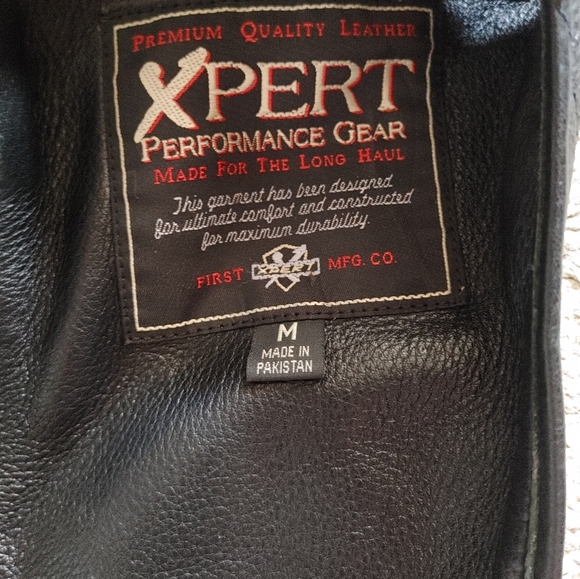 PREMIUM QUALITY LEATHER
XPERT
PERFORMANCE GEAR
MADE FOR THE LONG HAUL
This garment has been designed
for ultimate comfort and constructed
for maximum durability.
FIRST XPERT MFG. CO.
M
MADE IN
PAKISTAN